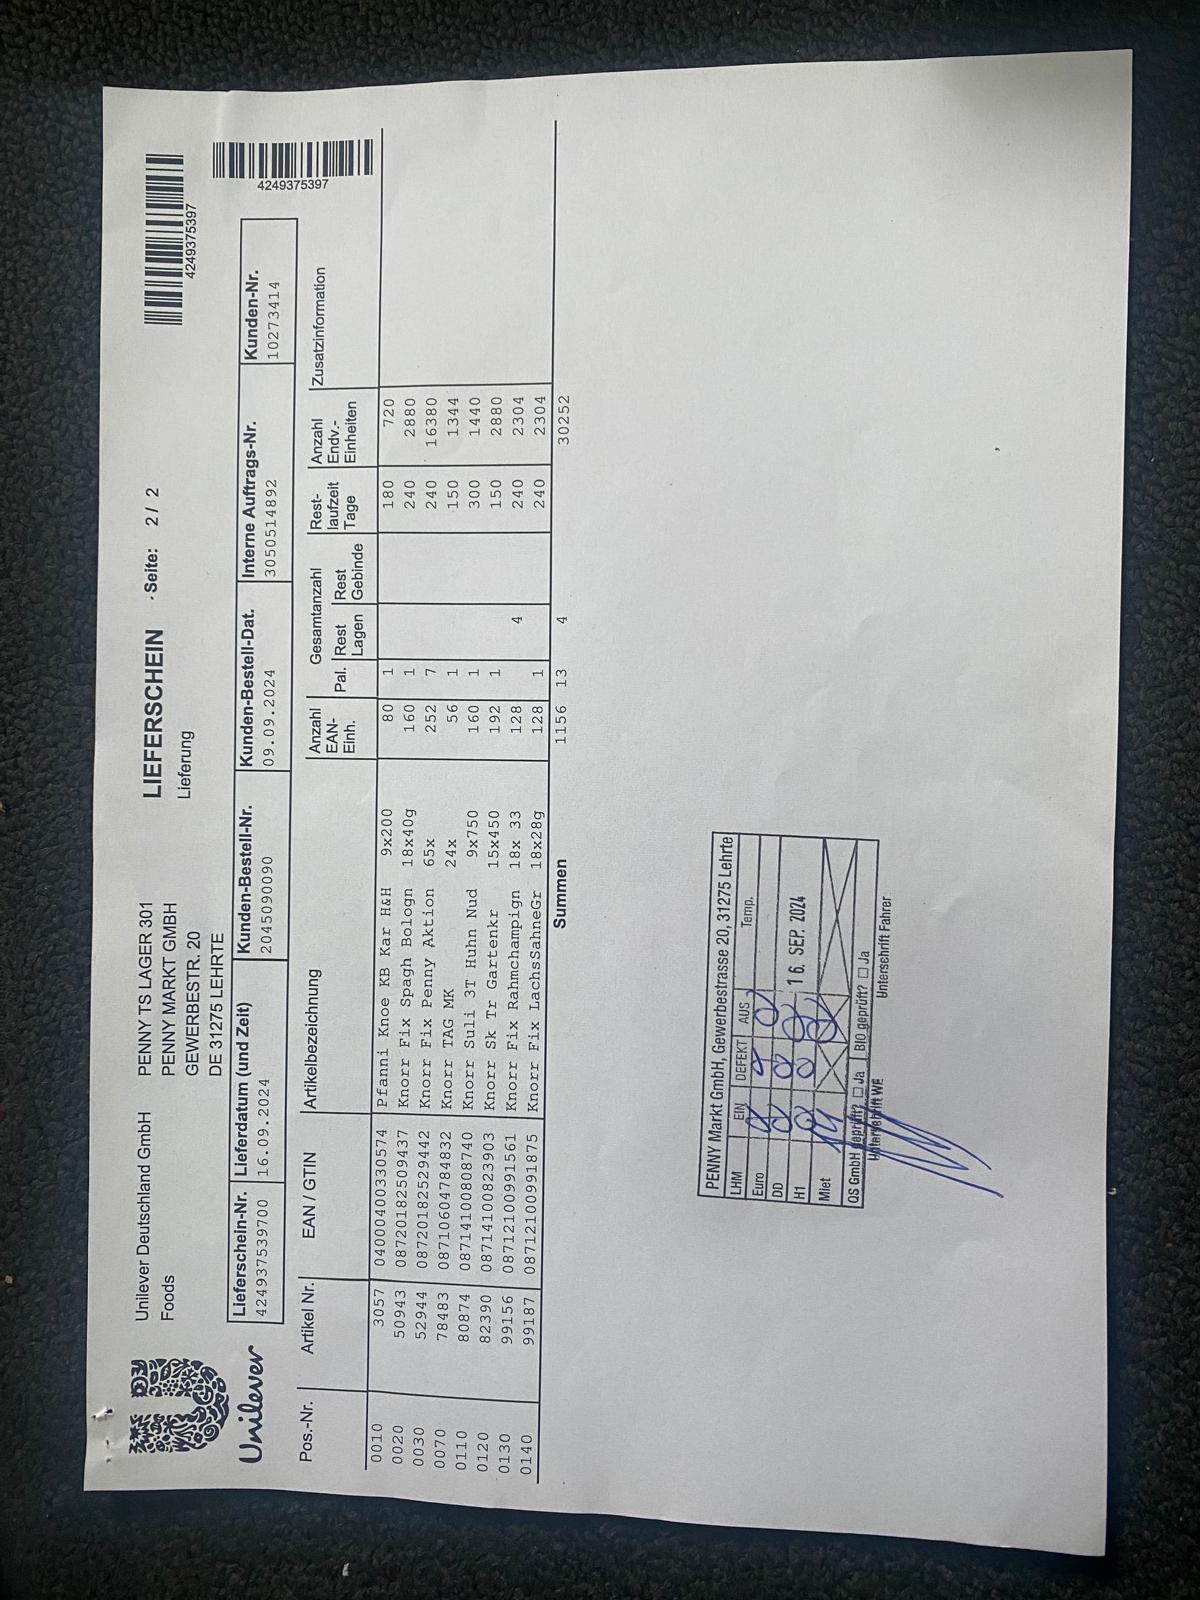 Unilever
Unilever Deutschland GmbH
Foods
PENNY TS LAGER 301
PENNY MARKT GMBH
GEWERBESTR. 20
DE 31275 LEHRTE
LIEFERSCHEIN · Seite: 2 / 2
Lieferung
4249375397
4249375397
Lieferschein-Nr. Lieferdatum (und Zeit) Kunden-Bestell-Nr. Kunden-Bestell-Dat. Interne Auftrags-Nr. Kunden-Nr.
424937539700 16.09.2024 2045090090 09.09.2024 3050514892 10273414
Pos.-Nr. Artikel Nr. EAN / GTIN Artikelbezeichnung Anzahl EAN-Einh. Gesamtanzahl Pal. Rest Lagen Rest Gebinde Rest-laufzeit Tage Anzahl Endv.-Einheiten Zusatzinformation
0010 3057 04000400330574 Pfanni Knoe KB Kar H&H 9x200 80 1 180 720
0020 50943 08720182509437 Knorr Fix Spagh Bologn 18x40g 160 1 240 2880
0030 52944 08720182529442 Knorr Fix Penny Aktion 65x 252 7 240 16380
0070 78483 08710604784832 Knorr TAG MK 24x 56 1 150 1344
0110 80874 08714100808740 Knorr Suli 3T Huhn Nud 9x750 160 1 300 1440
0120 82390 08714100823903 Knorr Sk Tr Gartenkr 15x450 192 1 150 2880
0130 99156 08712100991561 Knorr Fix Rahmchampign 18x 33 128 4 240 2304
0140 99187 08712100991875 Knorr Fix LachsSahneGr 18x28g 128 1 240 2304
Summen 1156 13 4 30252
PENNY Markt GmbH, Gewerbestrasse 20, 31275 Lehrte
LHM EIN DEFEKT AUS Temp.
Euro
DD
H1 16. SEP. 2024
Miet
QS GmbH geprüft? ☐ Ja BIO geprüft? ☐ Ja
Unterschrift WE Unterschrift Fahrer